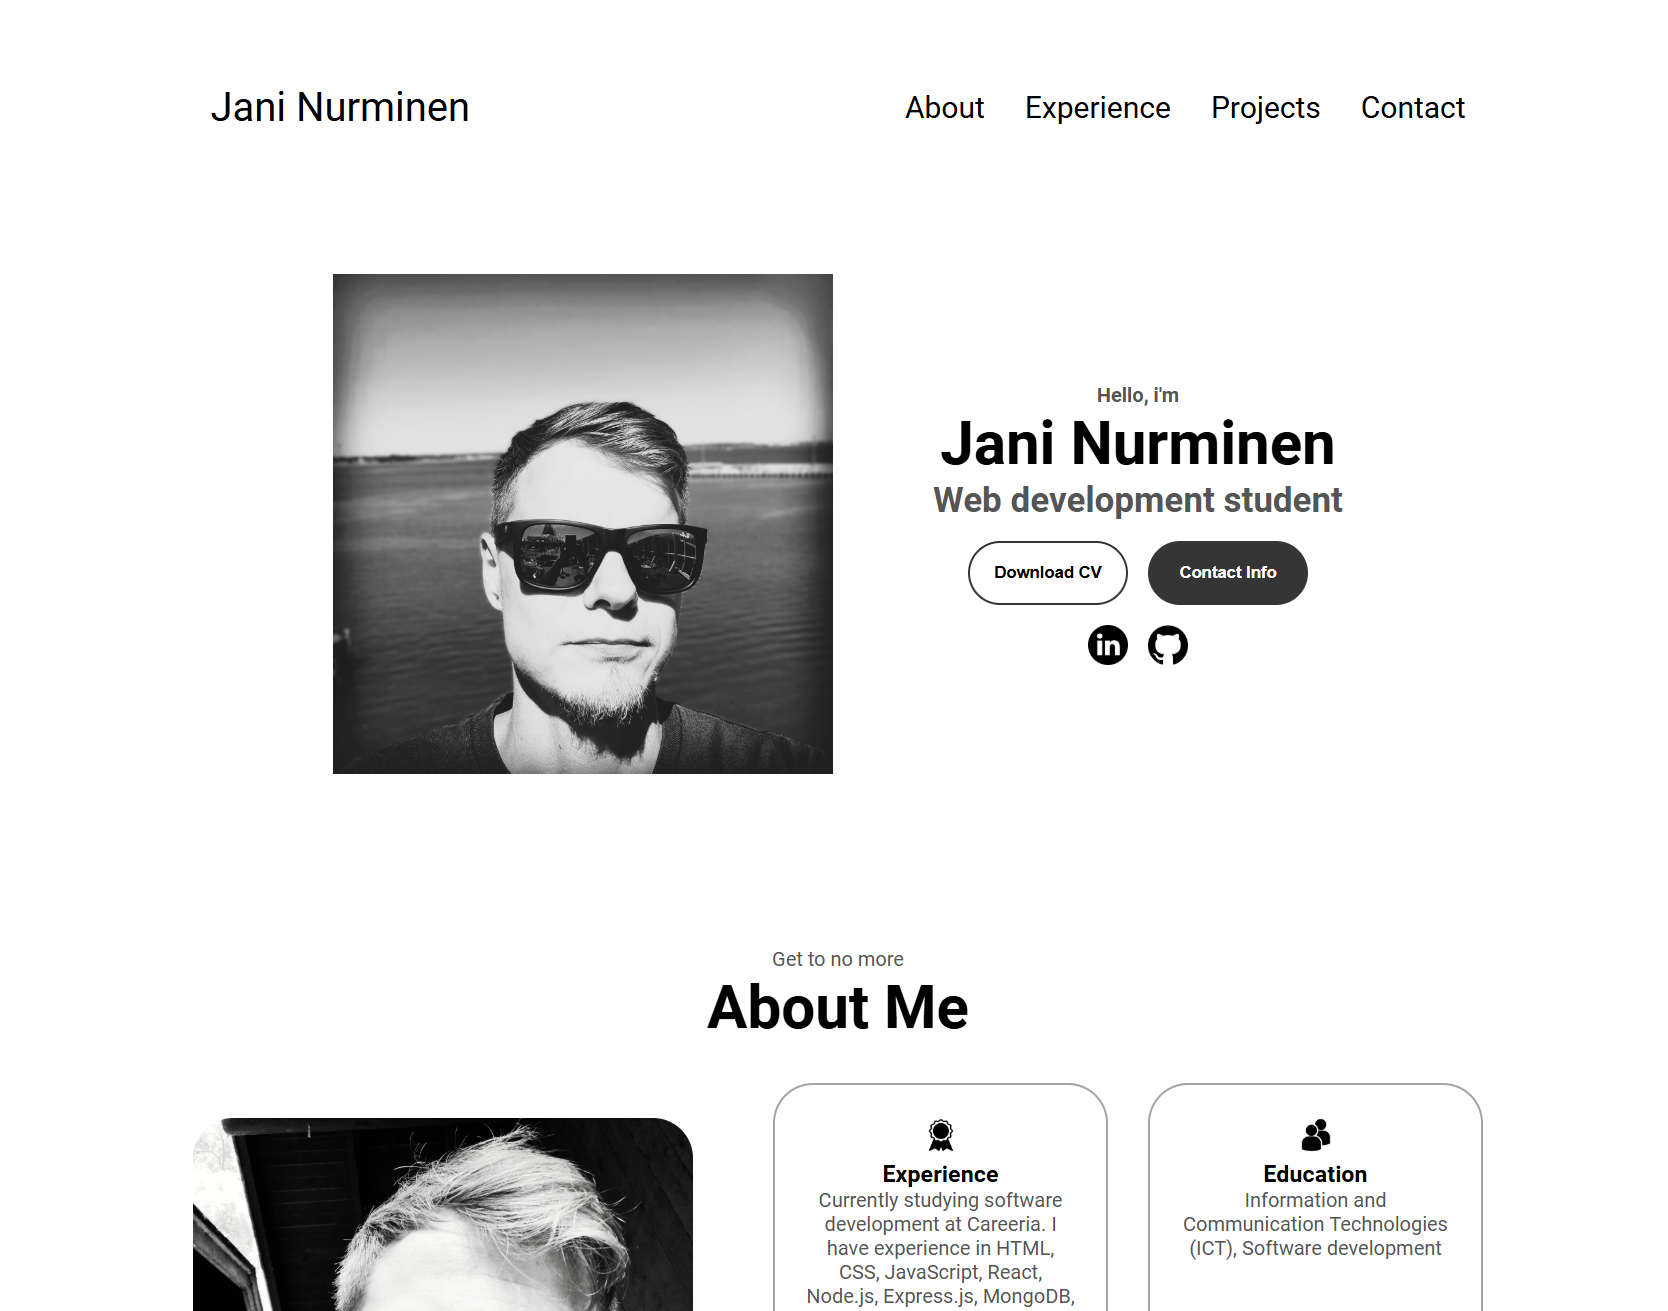 Jani Nurminen
About Experience Projects Contact
Hello, i'm
Jani Nurminen
Web development student
Download CV Contact Info
in
Get to no more
About Me
Experience
Currently studying software
development at Careeria. I
have experience in HTML,
CSS, JavaScript, React,
Node.js, Express.js, MongoDB,
Education
Information and
Communication Technologies
(ICT), Software development